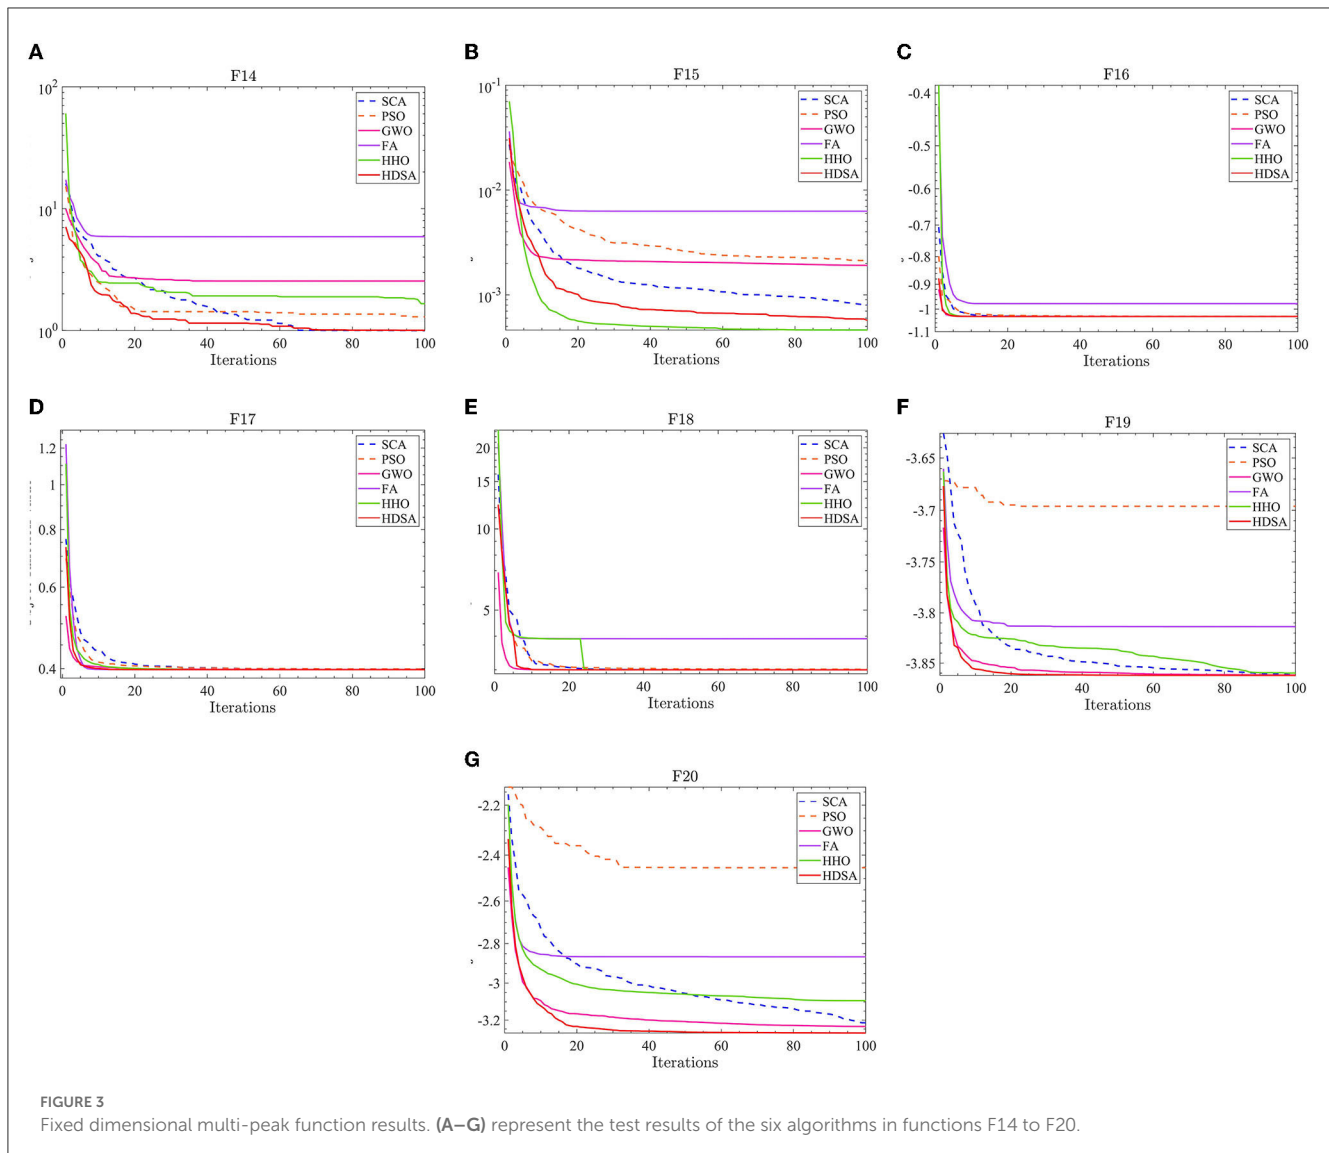 A
F14
10²
10¹
10⁰
SCA
PSO
GWO
FA
HHO
HDSA
0 20 40 60 80 100
Iterations
B
F15
10⁻¹
10⁻²
10⁻³
SCA
PSO
GWO
FA
HHO
HDSA
0 20 40 60 80 100
Iterations
C
F16
-0.4
-0.5
-0.6
-0.7
-0.8
-0.9
-1
-1.1
SCA
PSO
GWO
FA
HHO
HDSA
0 20 40 60 80 100
Iterations
D
F17
1.2
1
0.8
0.6
0.4
SCA
PSO
GWO
FA
HHO
HDSA
0 20 40 60 80 100
Iterations
E
F18
20
15
10
5
SCA
PSO
GWO
FA
HHO
HDSA
0 20 40 60 80 100
Iterations
F
F19
-3.65
-3.7
-3.75
-3.8
-3.85
SCA
PSO
GWO
FA
HHO
HDSA
0 20 40 60 80 100
Iterations
G
F20
-2.2
-2.4
-2.6
-2.8
-3
-3.2
SCA
PSO
GWO
FA
HHO
HDSA
0 20 40 60 80 100
Iterations
FIGURE 3
Fixed dimensional multi-peak function results. (A–G) represent the test results of the six algorithms in functions F14 to F20.